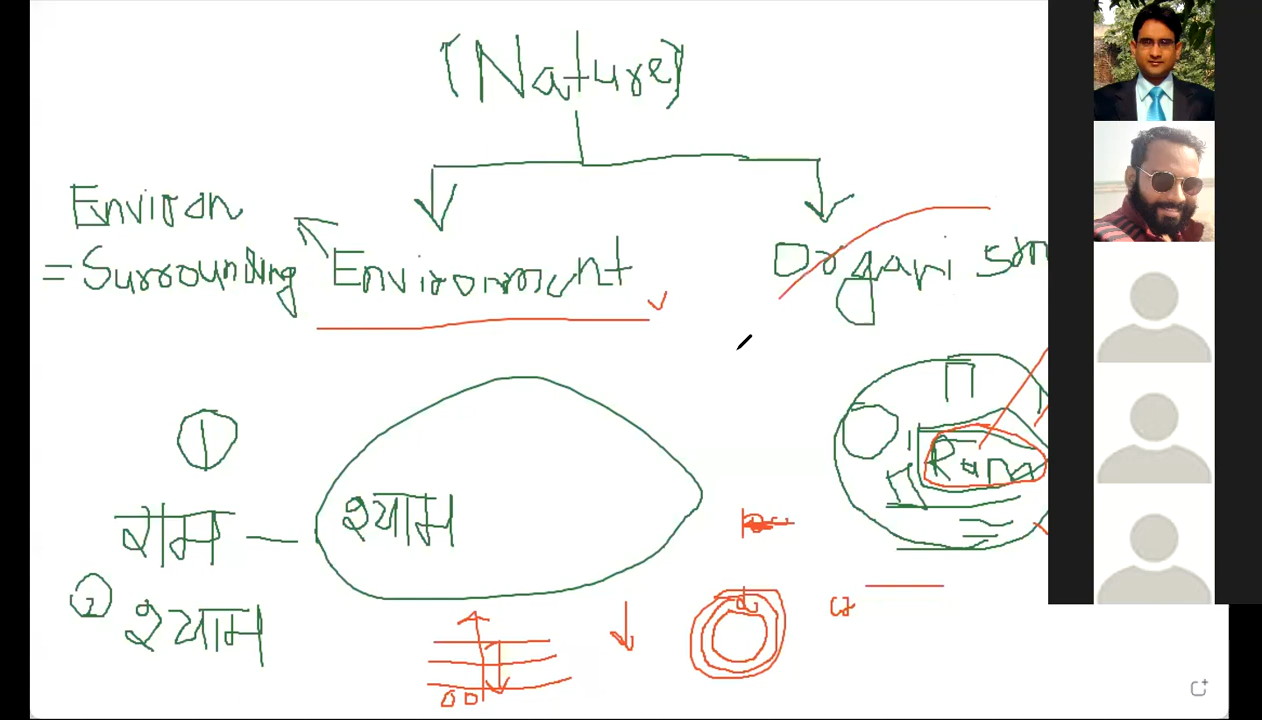 (Nature)
Environ
= Surrounding
Environment
Organism
1
राम — श्याम
2 श्याम
Ram